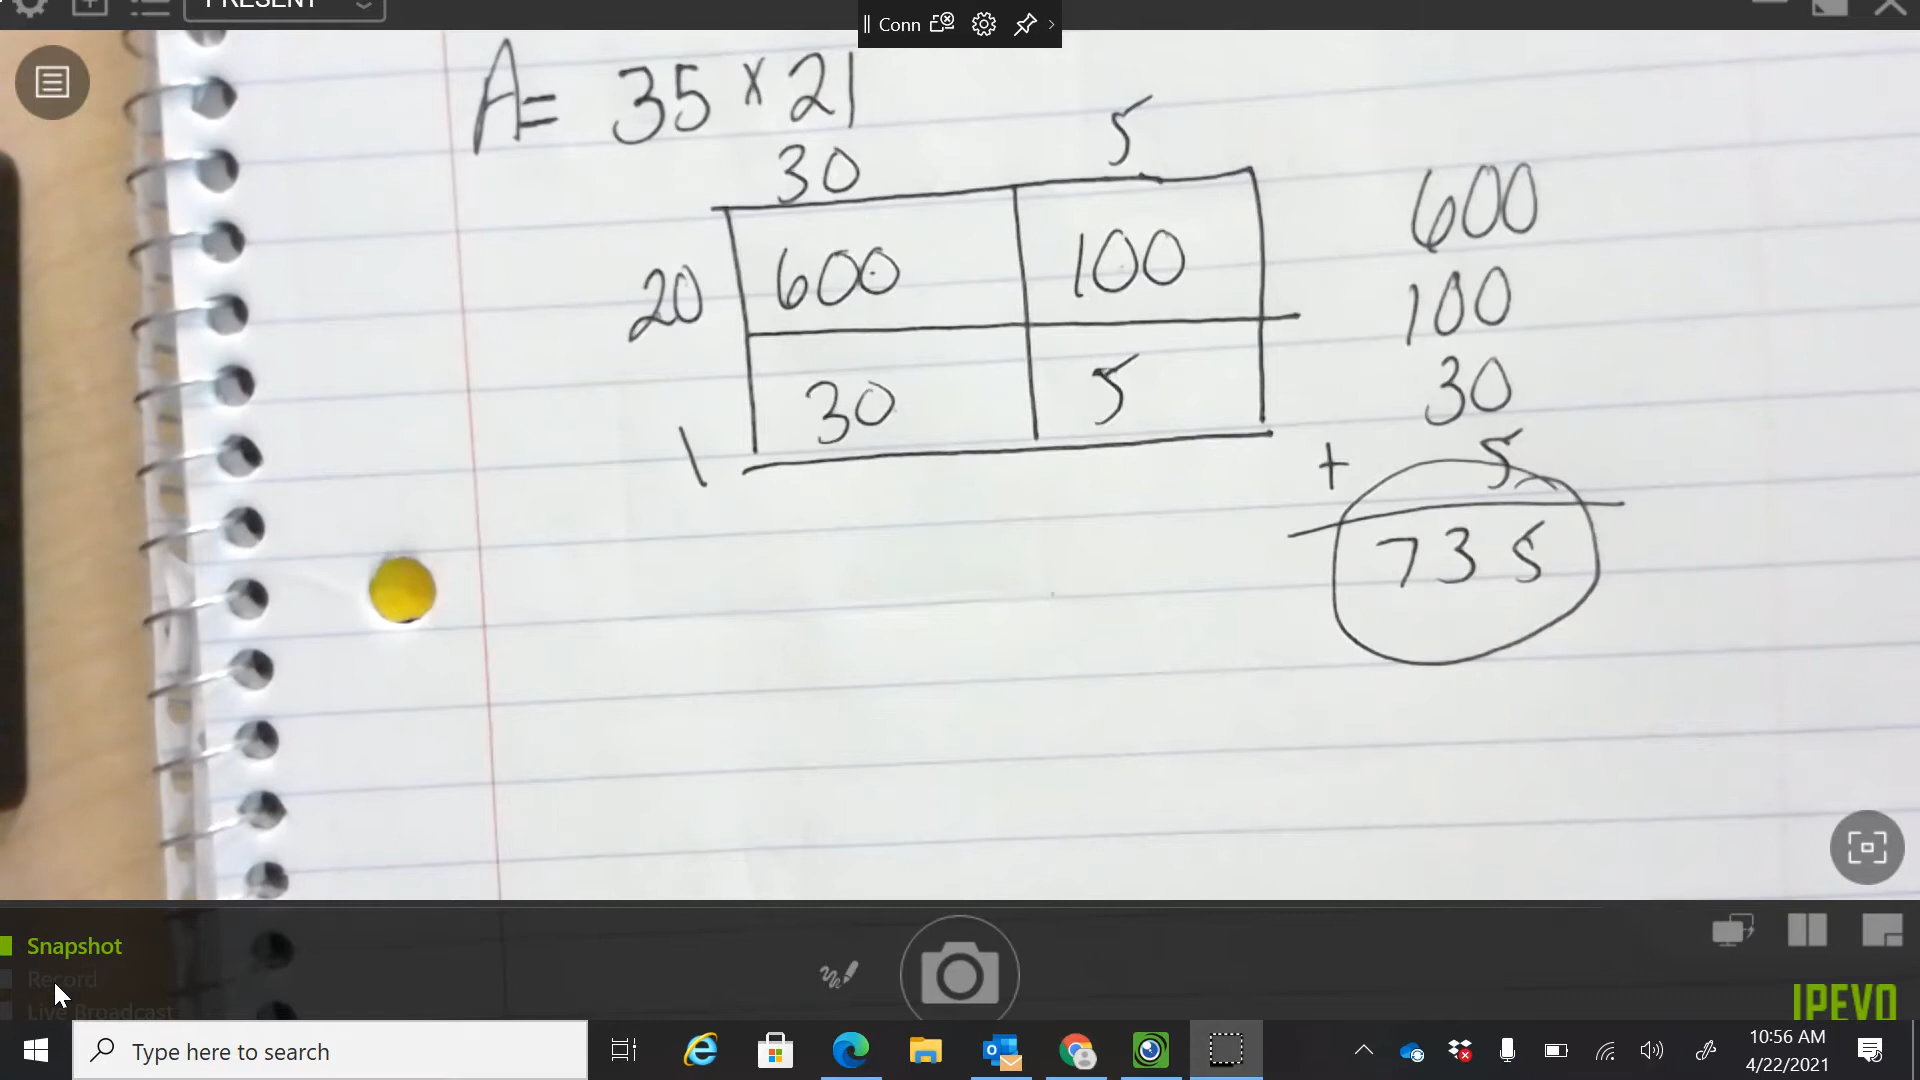 PRESENT
Conn
A= 35 x 21
30 5
20 600 100
1 30 5
600
100
30
+ 5
735
Snapshot
Record
Live Broadcast
IPEVO
Type here to search
10:56 AM
4/22/2021